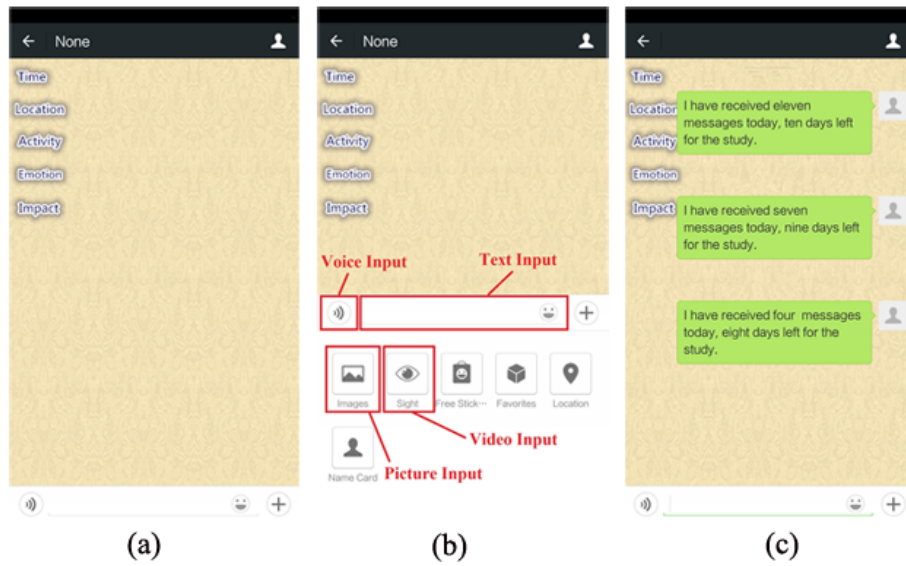 None
Time
Location
Activity
Emotion
Impact
(a)
None
Time
Location
Activity
Emotion
Impact
Voice Input
Text Input
Images
Sight
Free Stick···
Favorites
Location
Video Input
Name Card
Picture Input
(b)
Time
Location
Activity
Emotion
Impact
I have received eleven
messages today, ten days left
for the study.
I have received seven
messages today, nine days left
for the study.
I have received four messages
today, eight days left for the
study.
(c)